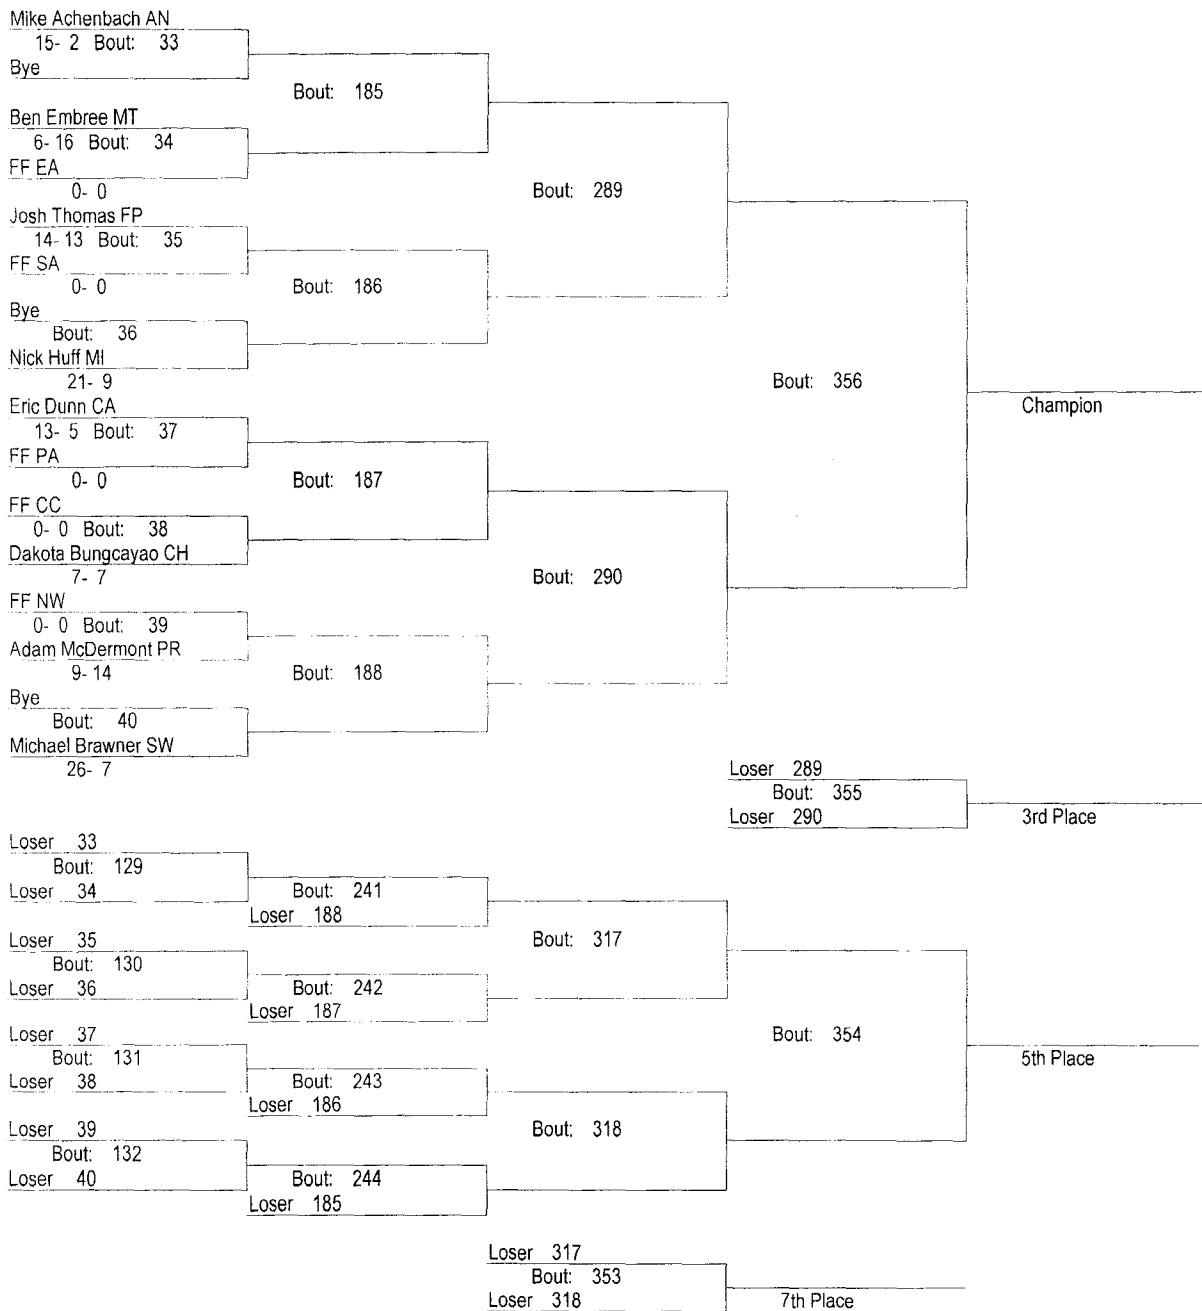 Mike Achenbach AN
15- 2 Bout: 33
Bye
Bout: 185
Ben Embree MT
6- 16 Bout: 34
FF EA
0- 0
Bout: 289
Josh Thomas FP
14- 13 Bout: 35
FF SA
0- 0
Bout: 186
Bye
Bout: 36
Nick Huff MI
21- 9
Bout: 356
Eric Dunn CA
Champion
13- 5 Bout: 37
FF PA
0- 0
Bout: 187
FF CC
0- 0 Bout: 38
Dakota Bungcayao CH
7- 7
Bout: 290
FF NW
0- 0 Bout: 39
Adam McDermont PR
9- 14
Bout: 188
Bye
Bout: 40
Michael Brawner SW
26- 7
Loser 289
Bout: 355
Loser 290
3rd Place
Loser 33
Bout: 129
Loser 34
Bout: 241
Loser 188
Loser 35
Bout: 317
Bout: 130
Loser 36
Bout: 242
Loser 187
Loser 37
Bout: 354
Bout: 131
5th Place
Loser 38
Bout: 243
Loser 186
Loser 39
Bout: 318
Bout: 132
Loser 40
Bout: 244
Loser 185
Loser 317
Bout: 353
Loser 318
7th Place